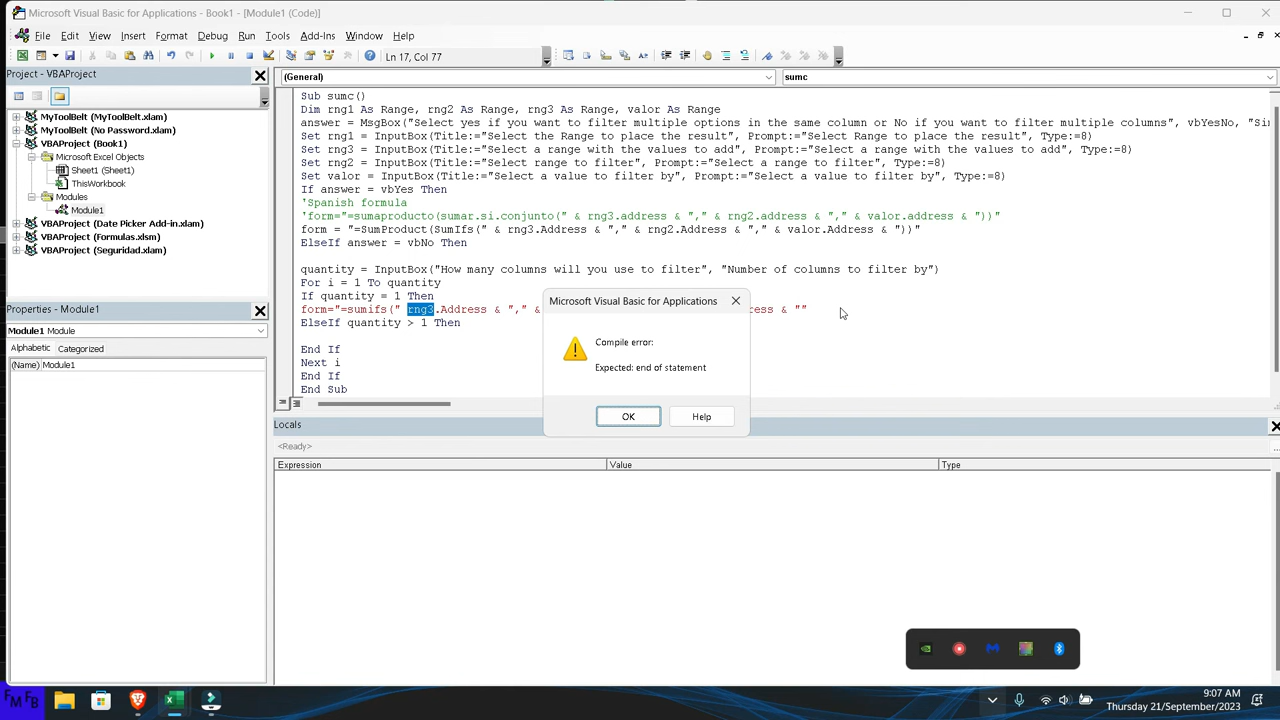 Microsoft Visual Basic for Applications - Book1 - [Module1 (Code)]
File Edit View Insert Format Debug Run Tools Add-Ins Window Help
Ln 17, Col 77
Project - VBAProject
MyToolBelt (MyToolBelt.xlam)
MyToolBelt (No Password.xlam)
VBAProject (Book1)
Microsoft Excel Objects
Sheet1 (Sheet1)
ThisWorkbook
Modules
Module1
VBAProject (Date Picker Add-in.xlam)
VBAProject (Formulas.xlsm)
VBAProject (Seguridad.xlam)
Properties - Module1
Module1 Module
Alphabetic Categorized
(Name) Module1
(General) sumc
Sub sumc()
Dim rng1 As Range, rng2 As Range, rng3 As Range, valor As Range
answer = MsgBox("Select yes if you want to filter multiple options in the same column or No if you want to filter multiple columns", vbYesNo,
Set rng1 = InputBox(Title:="Select the Range to place the result", Prompt:="Select Range to place the result", Type:=8)
Set rng3 = InputBox(Title:="Select a range with the values to add", Prompt:="Select a range with the values to add", Type:=8)
Set rng2 = InputBox(Title:="Select range to filter", Prompt:="Select a range to filter", Type:=8)
Set valor = InputBox(Title:="Select a value to filter by", Prompt:="Select a value to filter by", Type:=8)
If answer = vbYes Then
'Spanish formula
'form="=sumaproducto(sumar.si.conjunto(" & rng3.address & "," & rng2.address & "," & valor.address & "))"
form = "=SumProduct(SumIfs(" & rng3.Address & "," & rng2.Address & "," & valor.Address & "))"
ElseIf answer = vbNo Then
quantity = InputBox("How many columns will you use to filter", "Number of columns to filter by")
For i = 1 To quantity
If quantity = 1 Then
form="=sumifs(" rng3.Address & "," & ess & ""
ElseIf quantity > 1 Then
End If
Next i
End If
End Sub
Microsoft Visual Basic for Applications
Compile error:
Expected: end of statement
OK Help
Locals
<Ready>
Expression Value Type
FM FB
9:07 AM
Thursday 21/September/2023